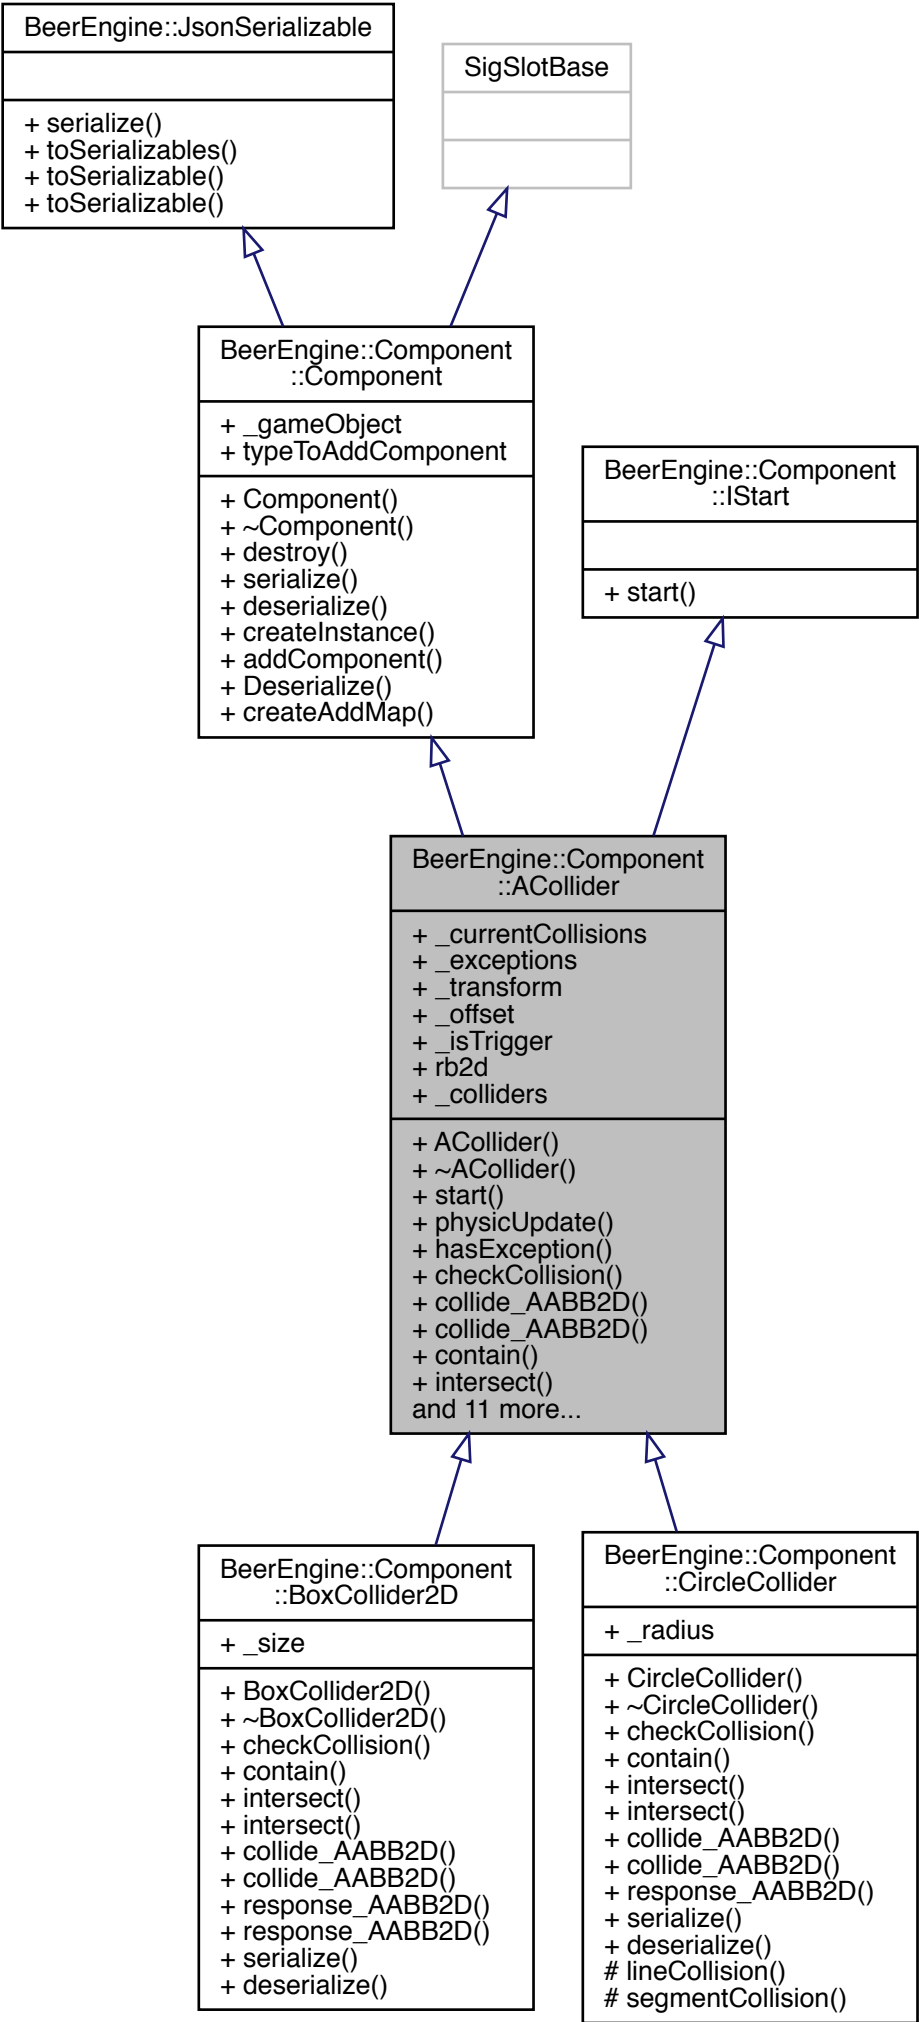 BeerEngine::JsonSerializable
+ serialize()
+ toSerializables()
+ toSerializable()
+ toSerializable()
SigSlotBase
BeerEngine::Component
::Component
+ _gameObject
+ typeToAddComponent
+ Component()
+ ~Component()
+ destroy()
+ serialize()
+ deserialize()
+ createInstance()
+ addComponent()
+ Deserialize()
+ createAddMap()
BeerEngine::Component
::IStart
+ start()
BeerEngine::Component
::ACollider
+ _currentCollisions
+ _exceptions
+ _transform
+ _offset
+ _isTrigger
+ rb2d
+ _colliders
+ ACollider()
+ ~ACollider()
+ start()
+ physicUpdate()
+ hasException()
+ checkCollision()
+ collide_AABB2D()
+ collide_AABB2D()
+ contain()
+ intersect()
and 11 more...
BeerEngine::Component
::BoxCollider2D
+ _size
+ BoxCollider2D()
+ ~BoxCollider2D()
+ checkCollision()
+ contain()
+ intersect()
+ intersect()
+ collide_AABB2D()
+ collide_AABB2D()
+ response_AABB2D()
+ response_AABB2D()
+ serialize()
+ deserialize()
BeerEngine::Component
::CircleCollider
+ _radius
+ CircleCollider()
+ ~CircleCollider()
+ checkCollision()
+ contain()
+ intersect()
+ intersect()
+ collide_AABB2D()
+ collide_AABB2D()
+ response_AABB2D()
+ serialize()
+ deserialize()
# lineCollision()
# segmentCollision()